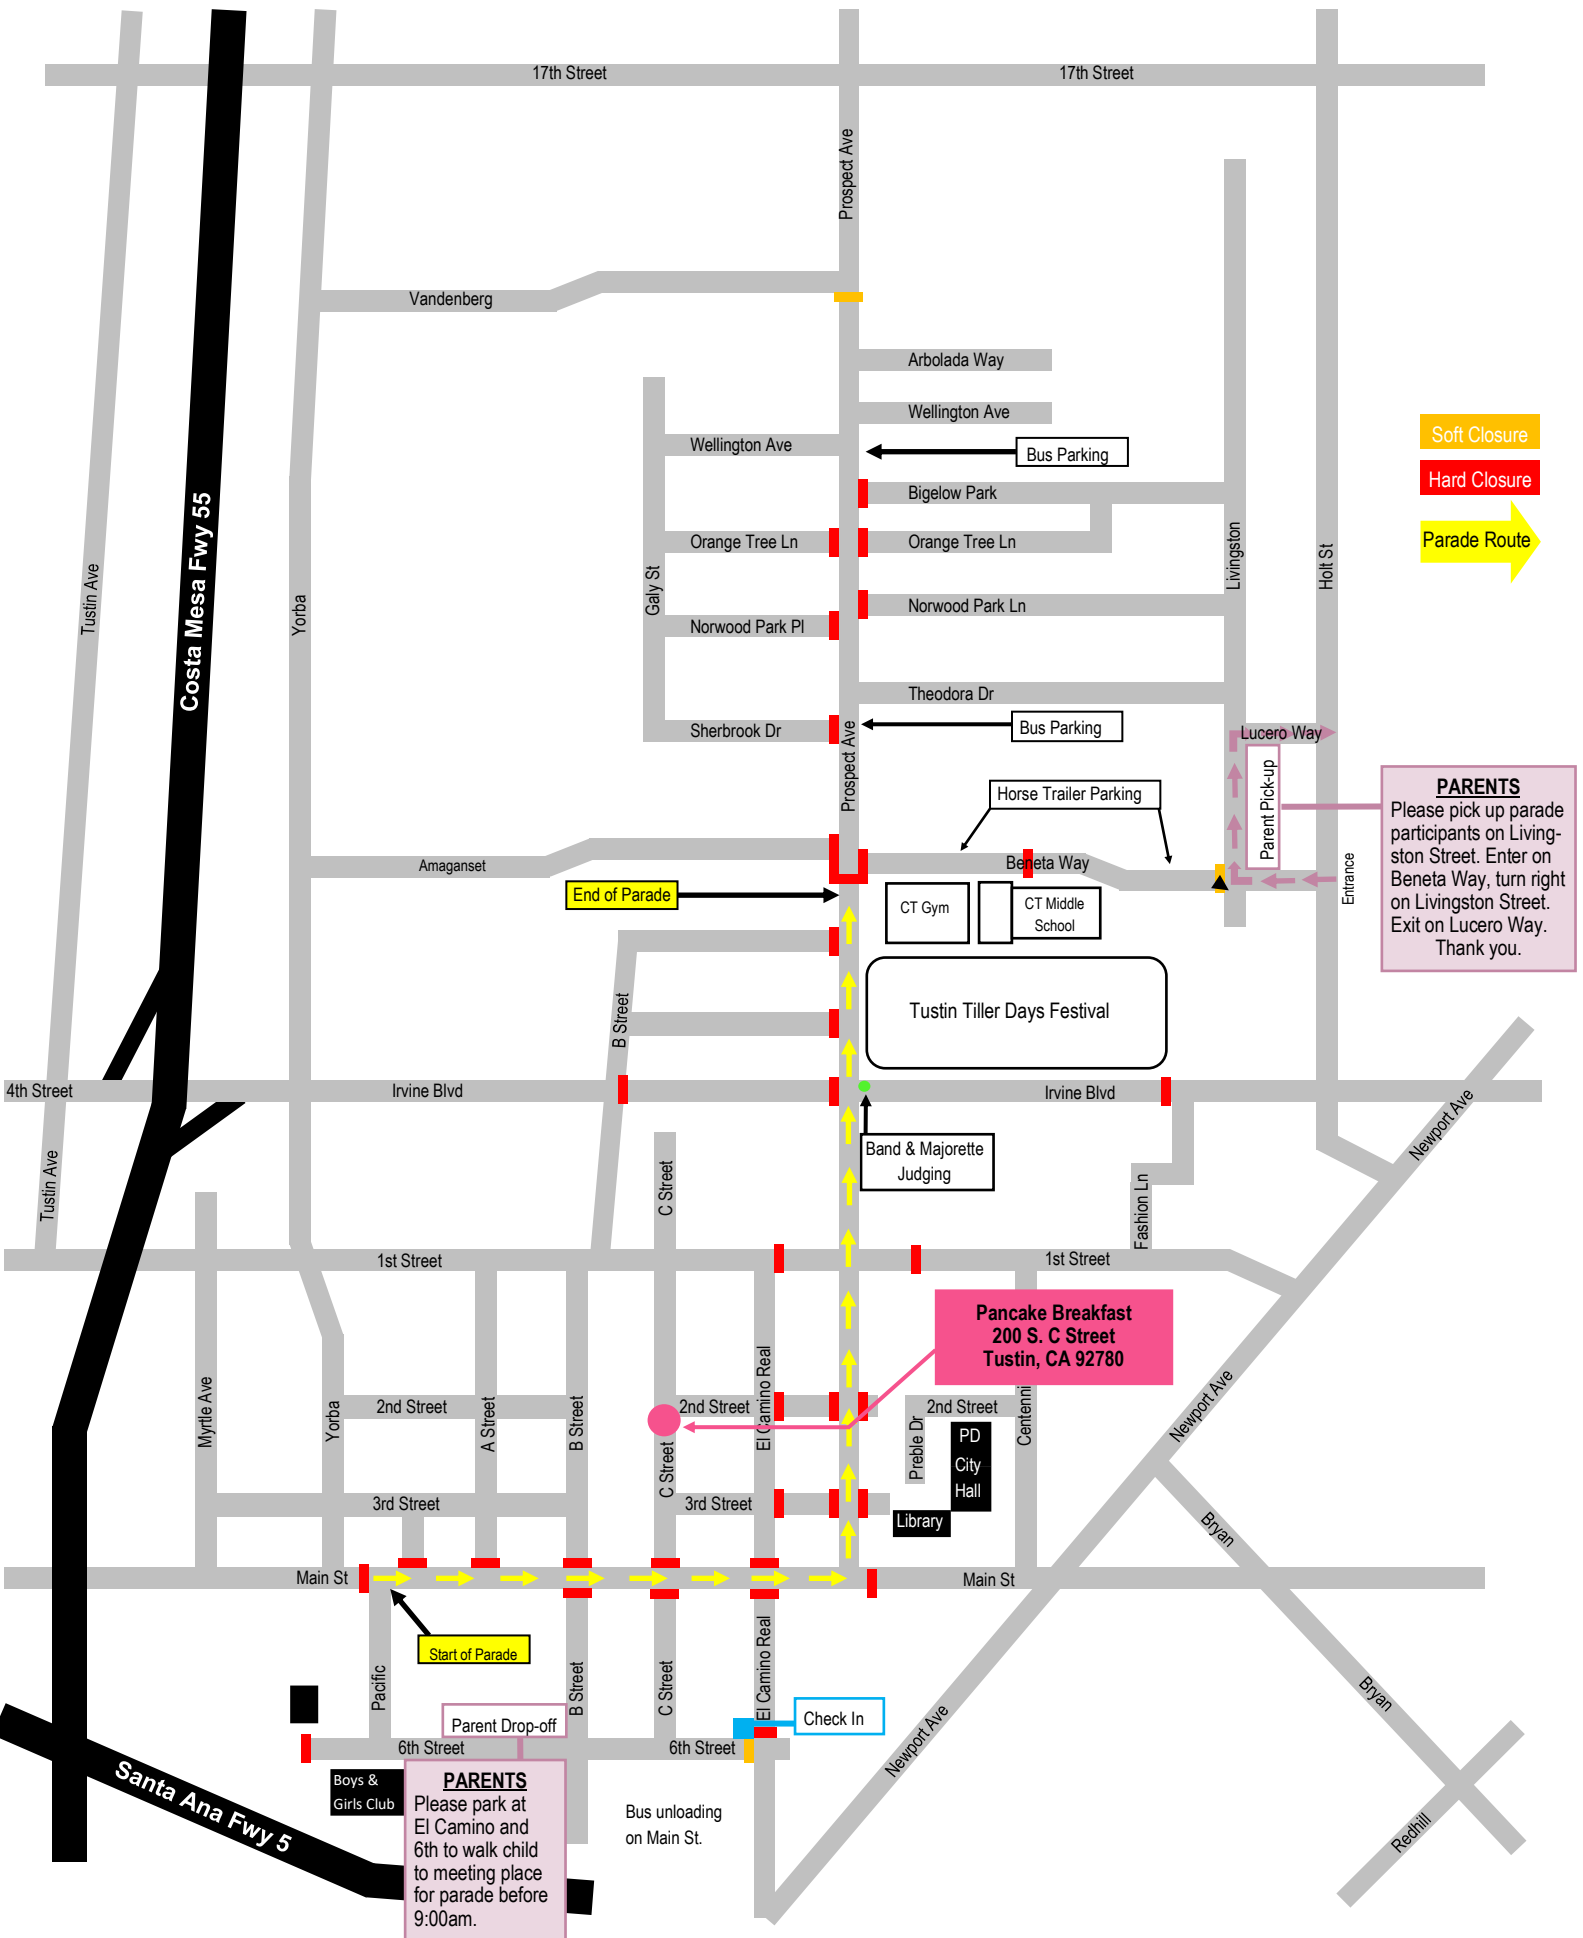 17th Street
17th Street
Prospect Ave
Vandenberg
Arbolada Way
Wellington Ave
Wellington Ave
Bus Parking
Soft Closure
Hard Closure
Parade Route
Bigelow Park
Orange Tree Ln
Orange Tree Ln
Costa Mesa Fwy 55
Tustin Ave
Yorba
Galy St
Livingston
Holt St
Norwood Park Ln
Norwood Park Pl
Theodora Dr
Sherbrook Dr
Bus Parking
Prospect Ave
Lucero Way
Parent Pick-up
Horse Trailer Parking
PARENTS
Please pick up parade
participants on Living-
ston Street. Enter on
Beneta Way, turn right
on Livingston Street.
Exit on Lucero Way.
Thank you.
Amaganset
Beneta Way
Entrance
End of Parade
CT Gym
CT Middle
School
Tustin Tiller Days Festival
B Street
4th Street
Irvine Blvd
Irvine Blvd
Newport Ave
Band & Majorette
Judging
Tustin Ave
C Street
Fashion Ln
1st Street
1st Street
Pancake Breakfast
200 S. C Street
Tustin, CA 92780
Myrtle Ave
Yorba
2nd Street
A Street
B Street
2nd Street
El Camino Real
2nd Street
Preble Dr
Centenni
Newport Ave
PD
City
Hall
C Street
3rd Street
3rd Street
Library
Bryan
Main St
Main St
Start of Parade
Pacific
B Street
C Street
El Camino Real
Bryan
Parent Drop-off
Check In
6th Street
6th Street
Newport Ave
Boys &
Girls Club
Santa Ana Fwy 5
PARENTS
Please park at
El Camino and
6th to walk child
to meeting place
for parade before
9:00am.
Bus unloading
on Main St.
Redhill